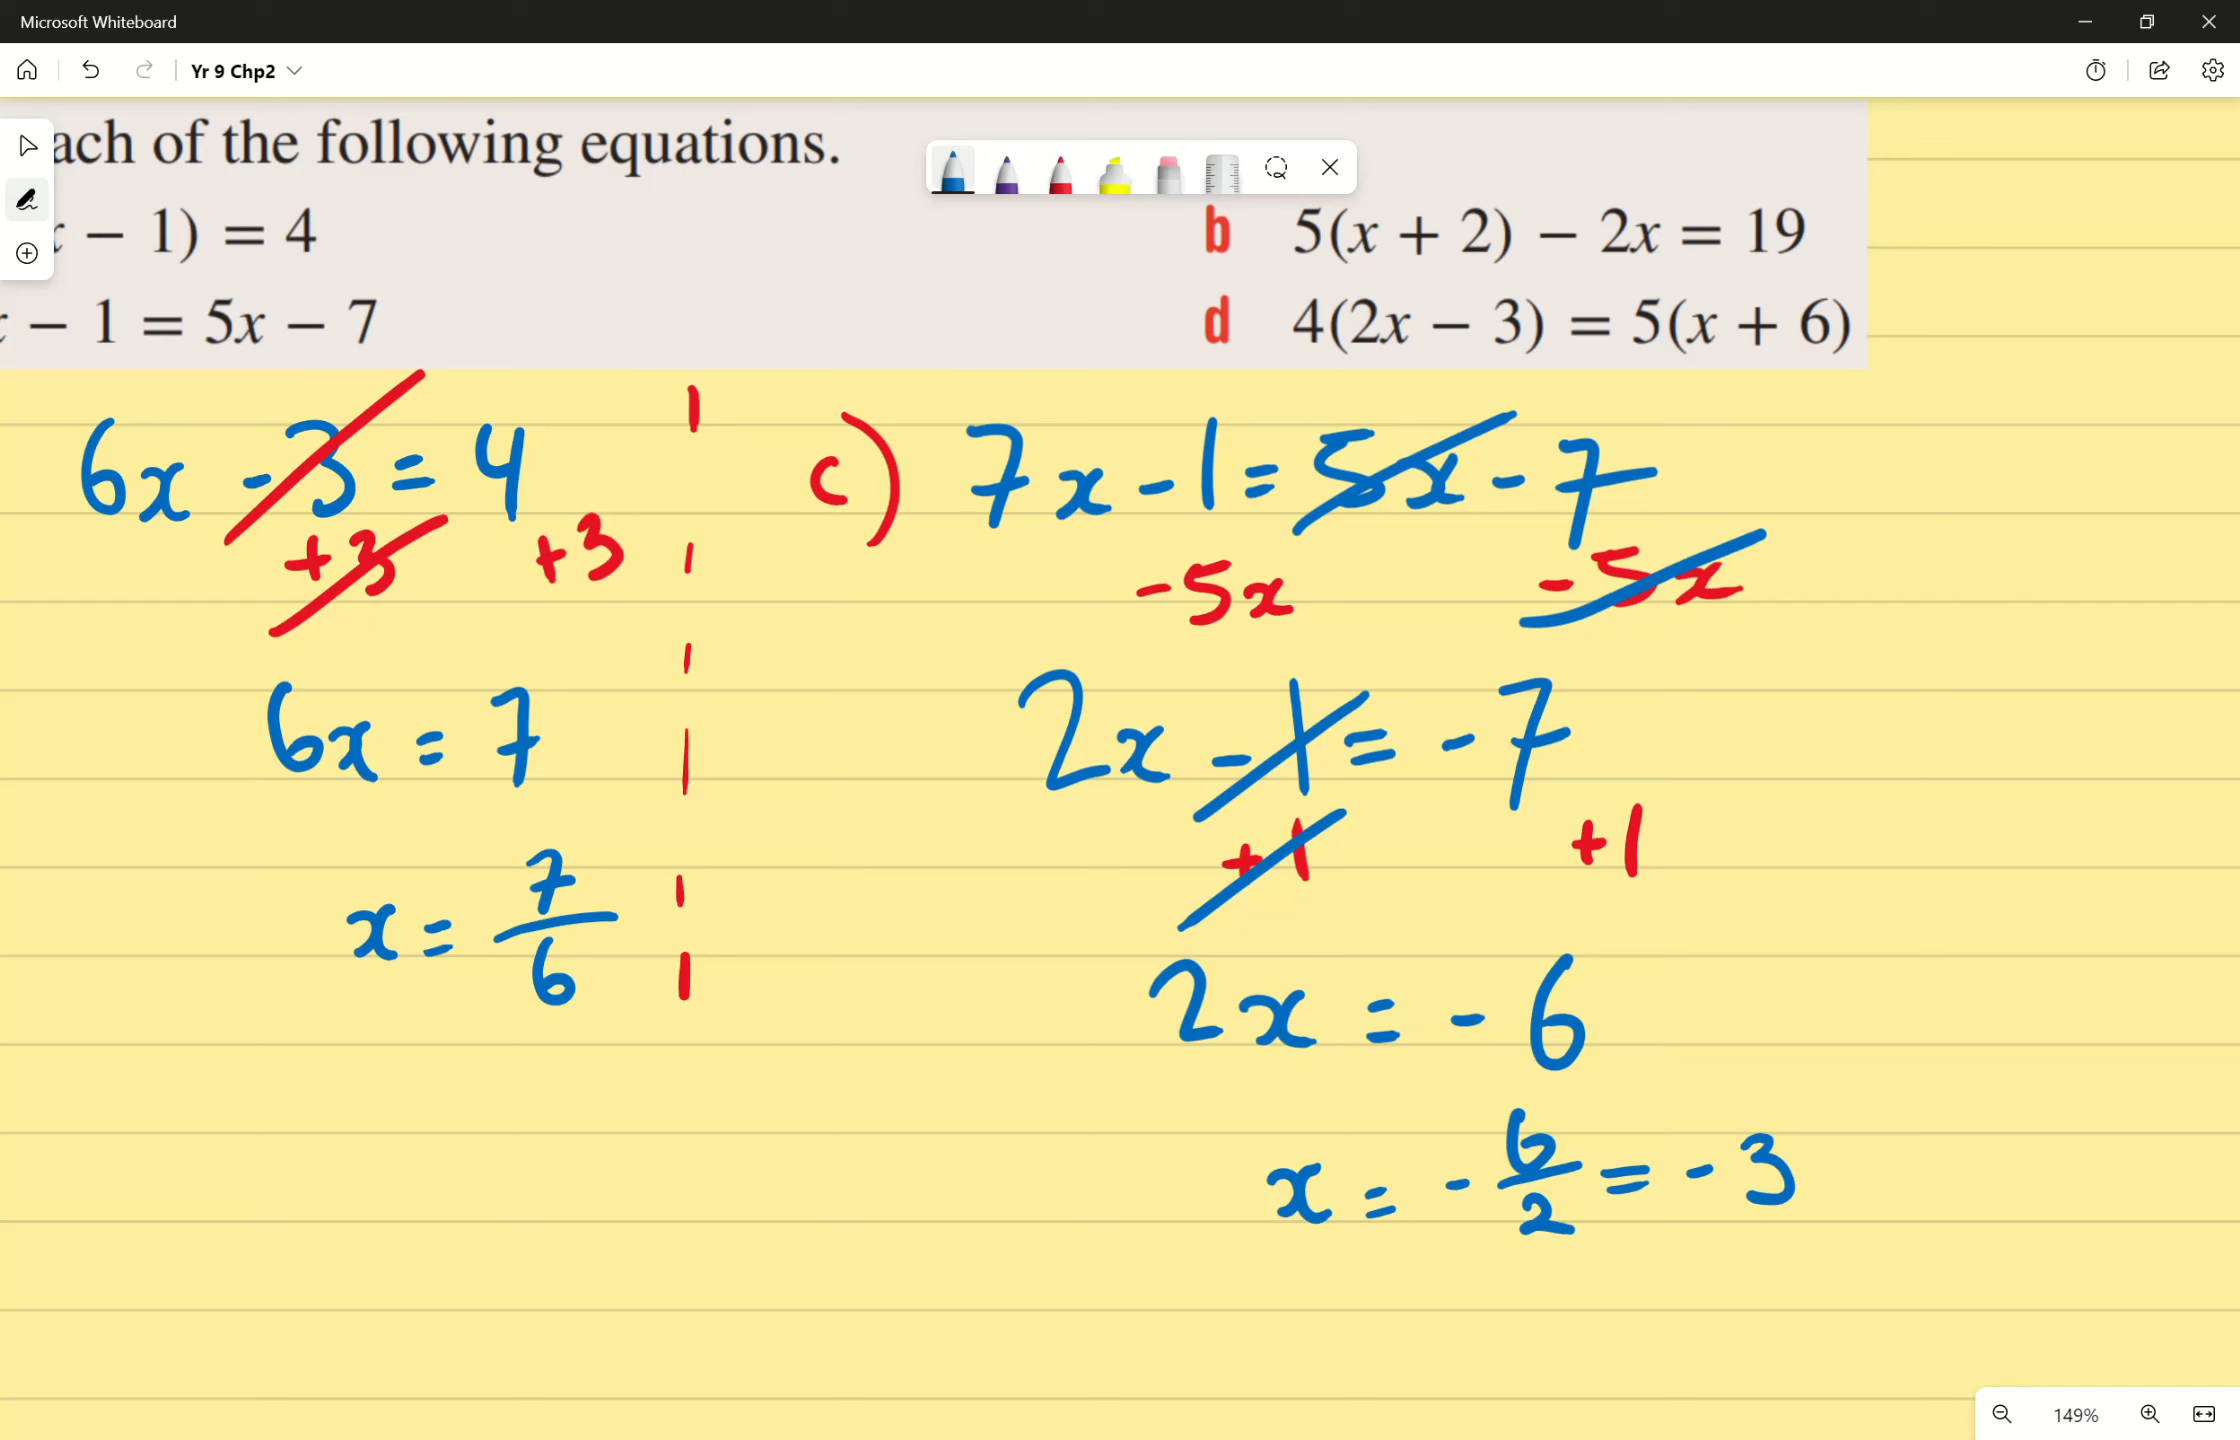 Microsoft Whiteboard
Yr 9 Chp2
ach of the following equations.
− 1) = 4
b 5(x + 2) − 2x = 19
− 1 = 5x − 7
d 4(2x − 3) = 5(x + 6)
6x - 3 = 4
+3 +3
6x = 7
x = 7/6
c) 7x - 1 = 5x - 7
-5x -5x
2x - 1 = -7
+1 +1
2x = -6
x = -6/2 = -3
149%